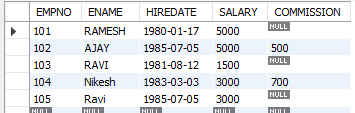 EMPNO ENAME HIREDATE SALARY COMMISSION
101 RAMESH 1980-01-17 5000 NULL
102 AJAY 1985-07-05 5000 500
103 RAVI 1981-08-12 1500 NULL
104 Nikesh 1983-03-03 3000 700
105 Ravi 1985-07-05 3000 NULL
NULL NULL NULL NULL NULL